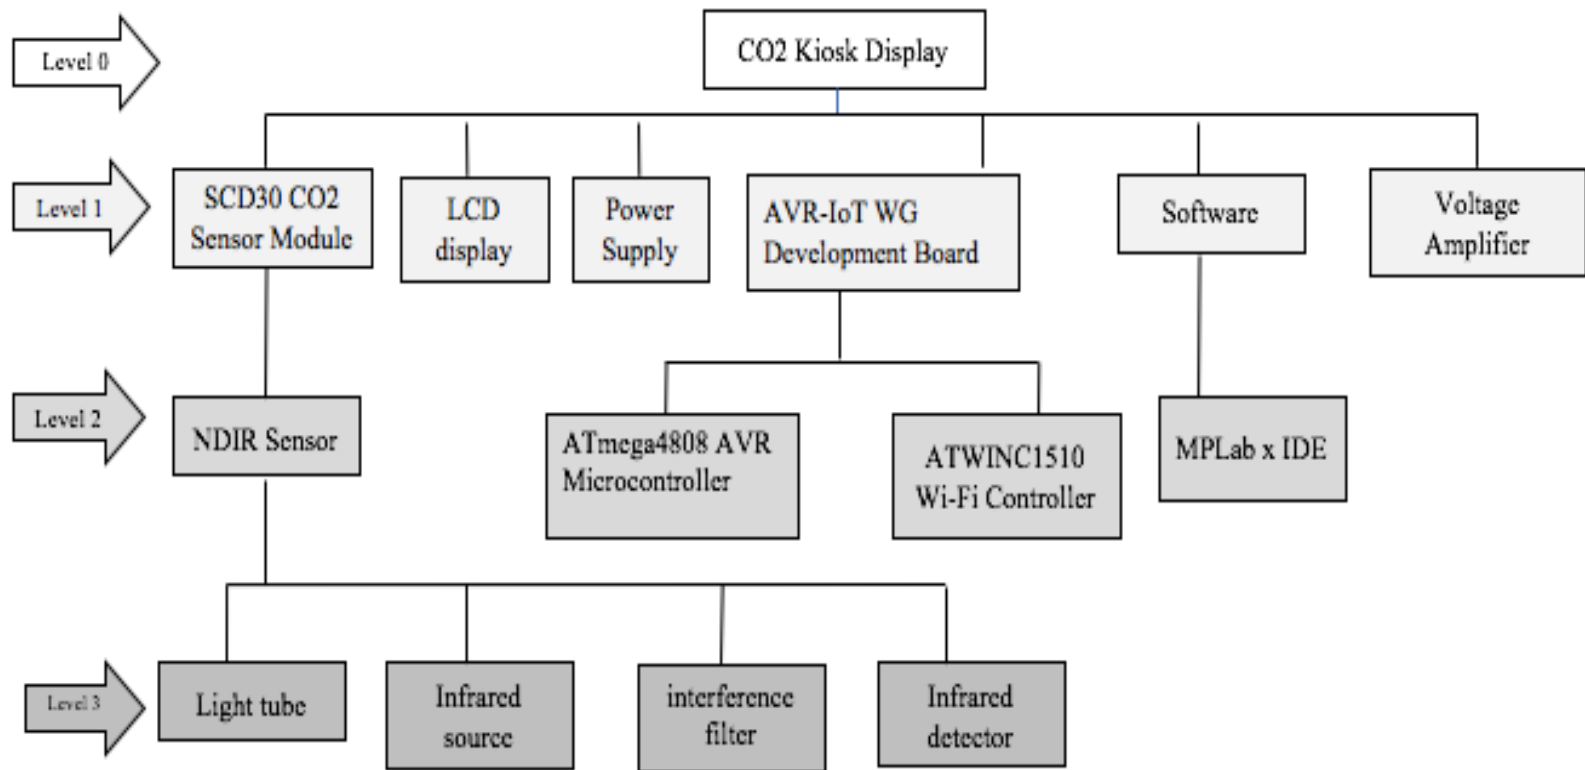 Level 0
CO2 Kiosk Display
Level 1
SCD30 CO2
Sensor Module
LCD
display
Power
Supply
AVR-IoT WG
Development Board
Software
Voltage
Amplifier
Level 2
NDIR Sensor
ATmega4808 AVR
Microcontroller
ATWINC1510
Wi-Fi Controller
MPLab x IDE
Level 3
Light tube
Infrared
source
interference
filter
Infrared
detector